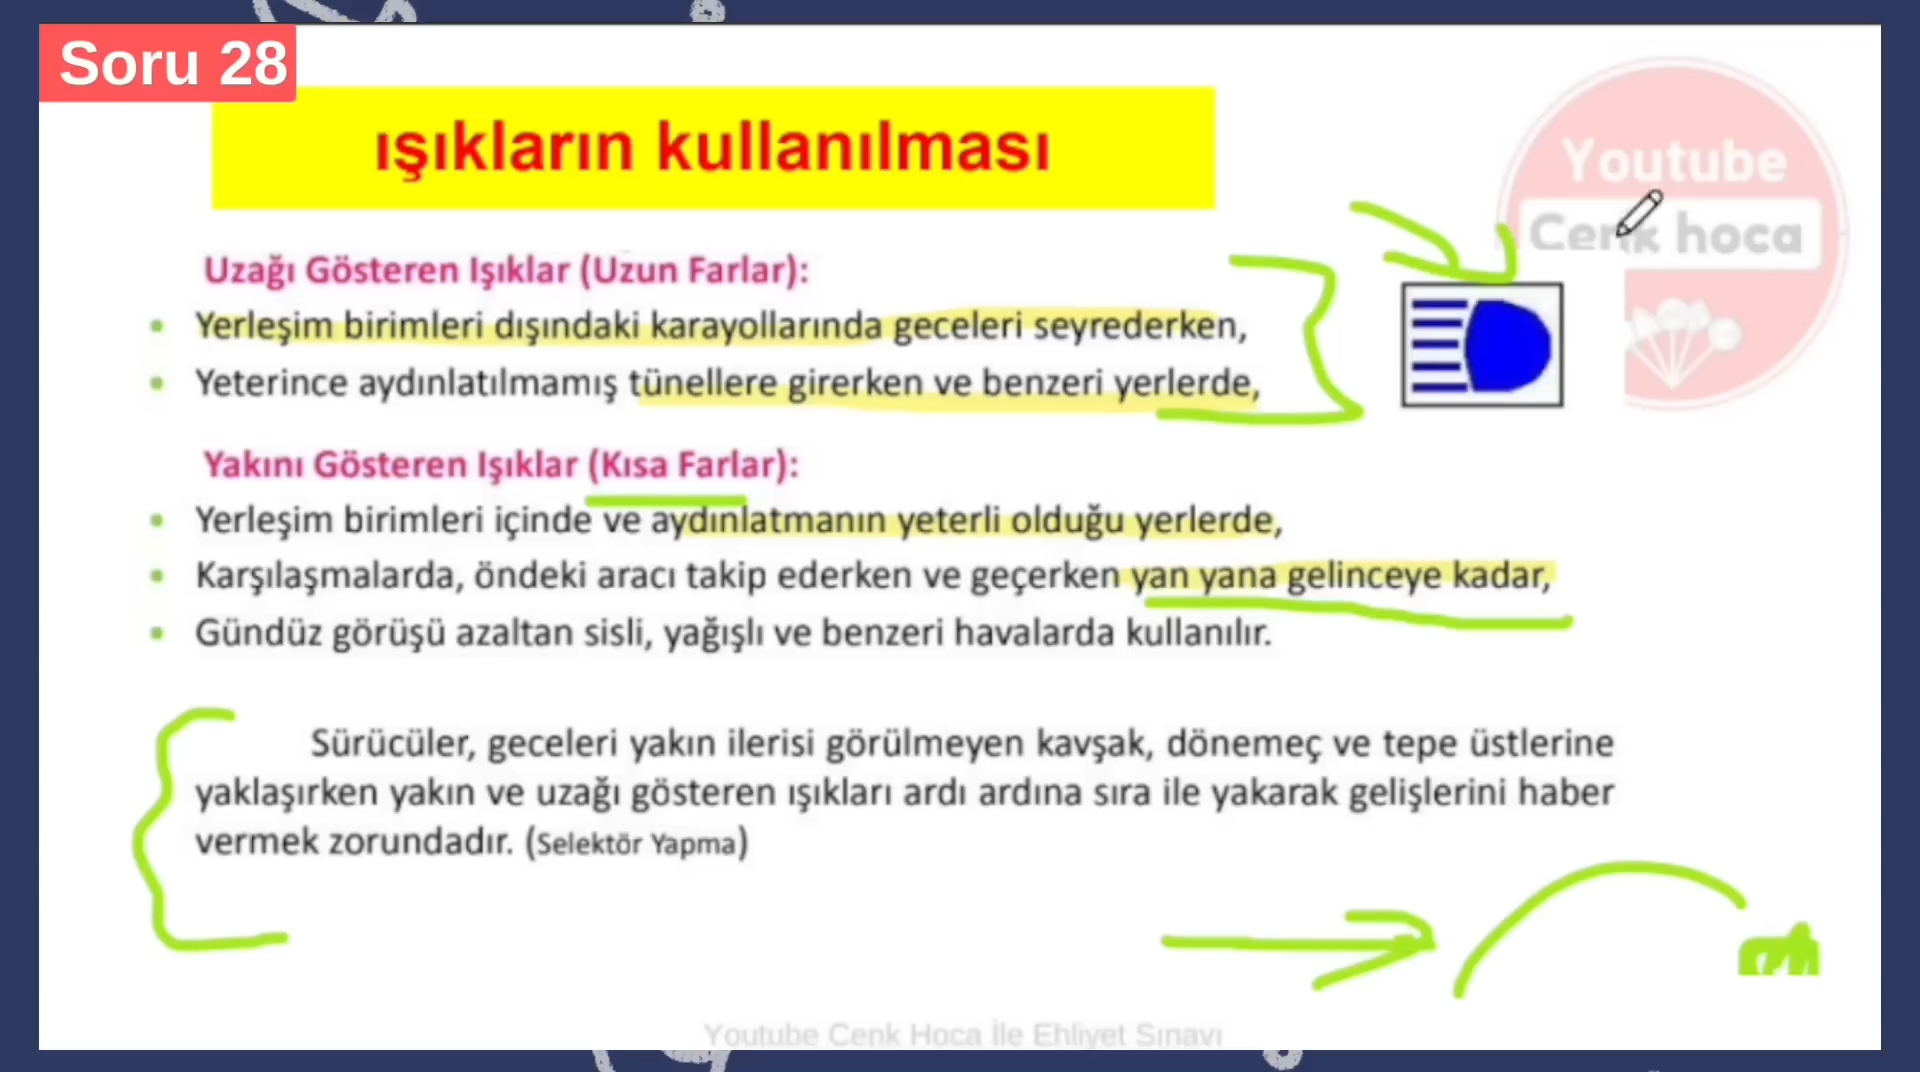 Soru 28
ışıkların kullanılması
Youtube
Cenk hoca
Uzağı Gösteren Işıklar (Uzun Farlar):
Yerleşim birimleri dışındaki karayollarında geceleri seyrederken,
Yeterince aydınlatılmamış tünellere girerken ve benzeri yerlerde,
Yakını Gösteren Işıklar (Kısa Farlar):
Yerleşim birimleri içinde ve aydınlatmanın yeterli olduğu yerlerde,
Karşılaşmalarda, öndeki aracı takip ederken ve geçerken yan yana gelinceye kadar,
Gündüz görüşü azaltan sisli, yağışlı ve benzeri havalarda kullanılır.
Sürücüler, geceleri yakın ilerisi görülmeyen kavşak, dönemeç ve tepe üstlerine
yaklaşırken yakın ve uzağı gösteren ışıkları ardı ardına sıra ile yakarak gelişlerini haber
vermek zorundadır. (Selektör Yapma)
Youtube Cenk Hoca İle Ehliyet Sınavı